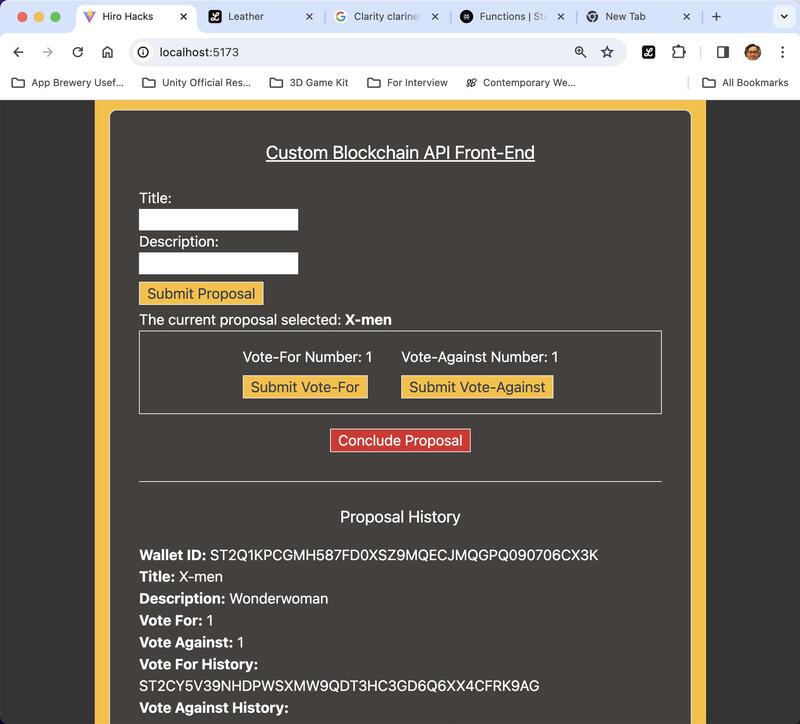 Hiro Hacks
Leather
Clarity clarinet
Functions | Sta
New Tab
localhost:5173
App Brewery Usef...
Unity Official Res...
3D Game Kit
For Interview
Contemporary We...
All Bookmarks
Custom Blockchain API Front-End
Title:
Description:
Submit Proposal
The current proposal selected: X-men
Vote-For Number: 1
Vote-Against Number: 1
Submit Vote-For
Submit Vote-Against
Conclude Proposal
Proposal History
Wallet ID: ST2Q1KPCGMH587FD0XSZ9MQECJMQGPQ090706CX3K
Title: X-men
Description: Wonderwoman
Vote For: 1
Vote Against: 1
Vote For History:
ST2CY5V39NHDPWSXMW9QDT3HC3GD6Q6XX4CFRK9AG
Vote Against History: